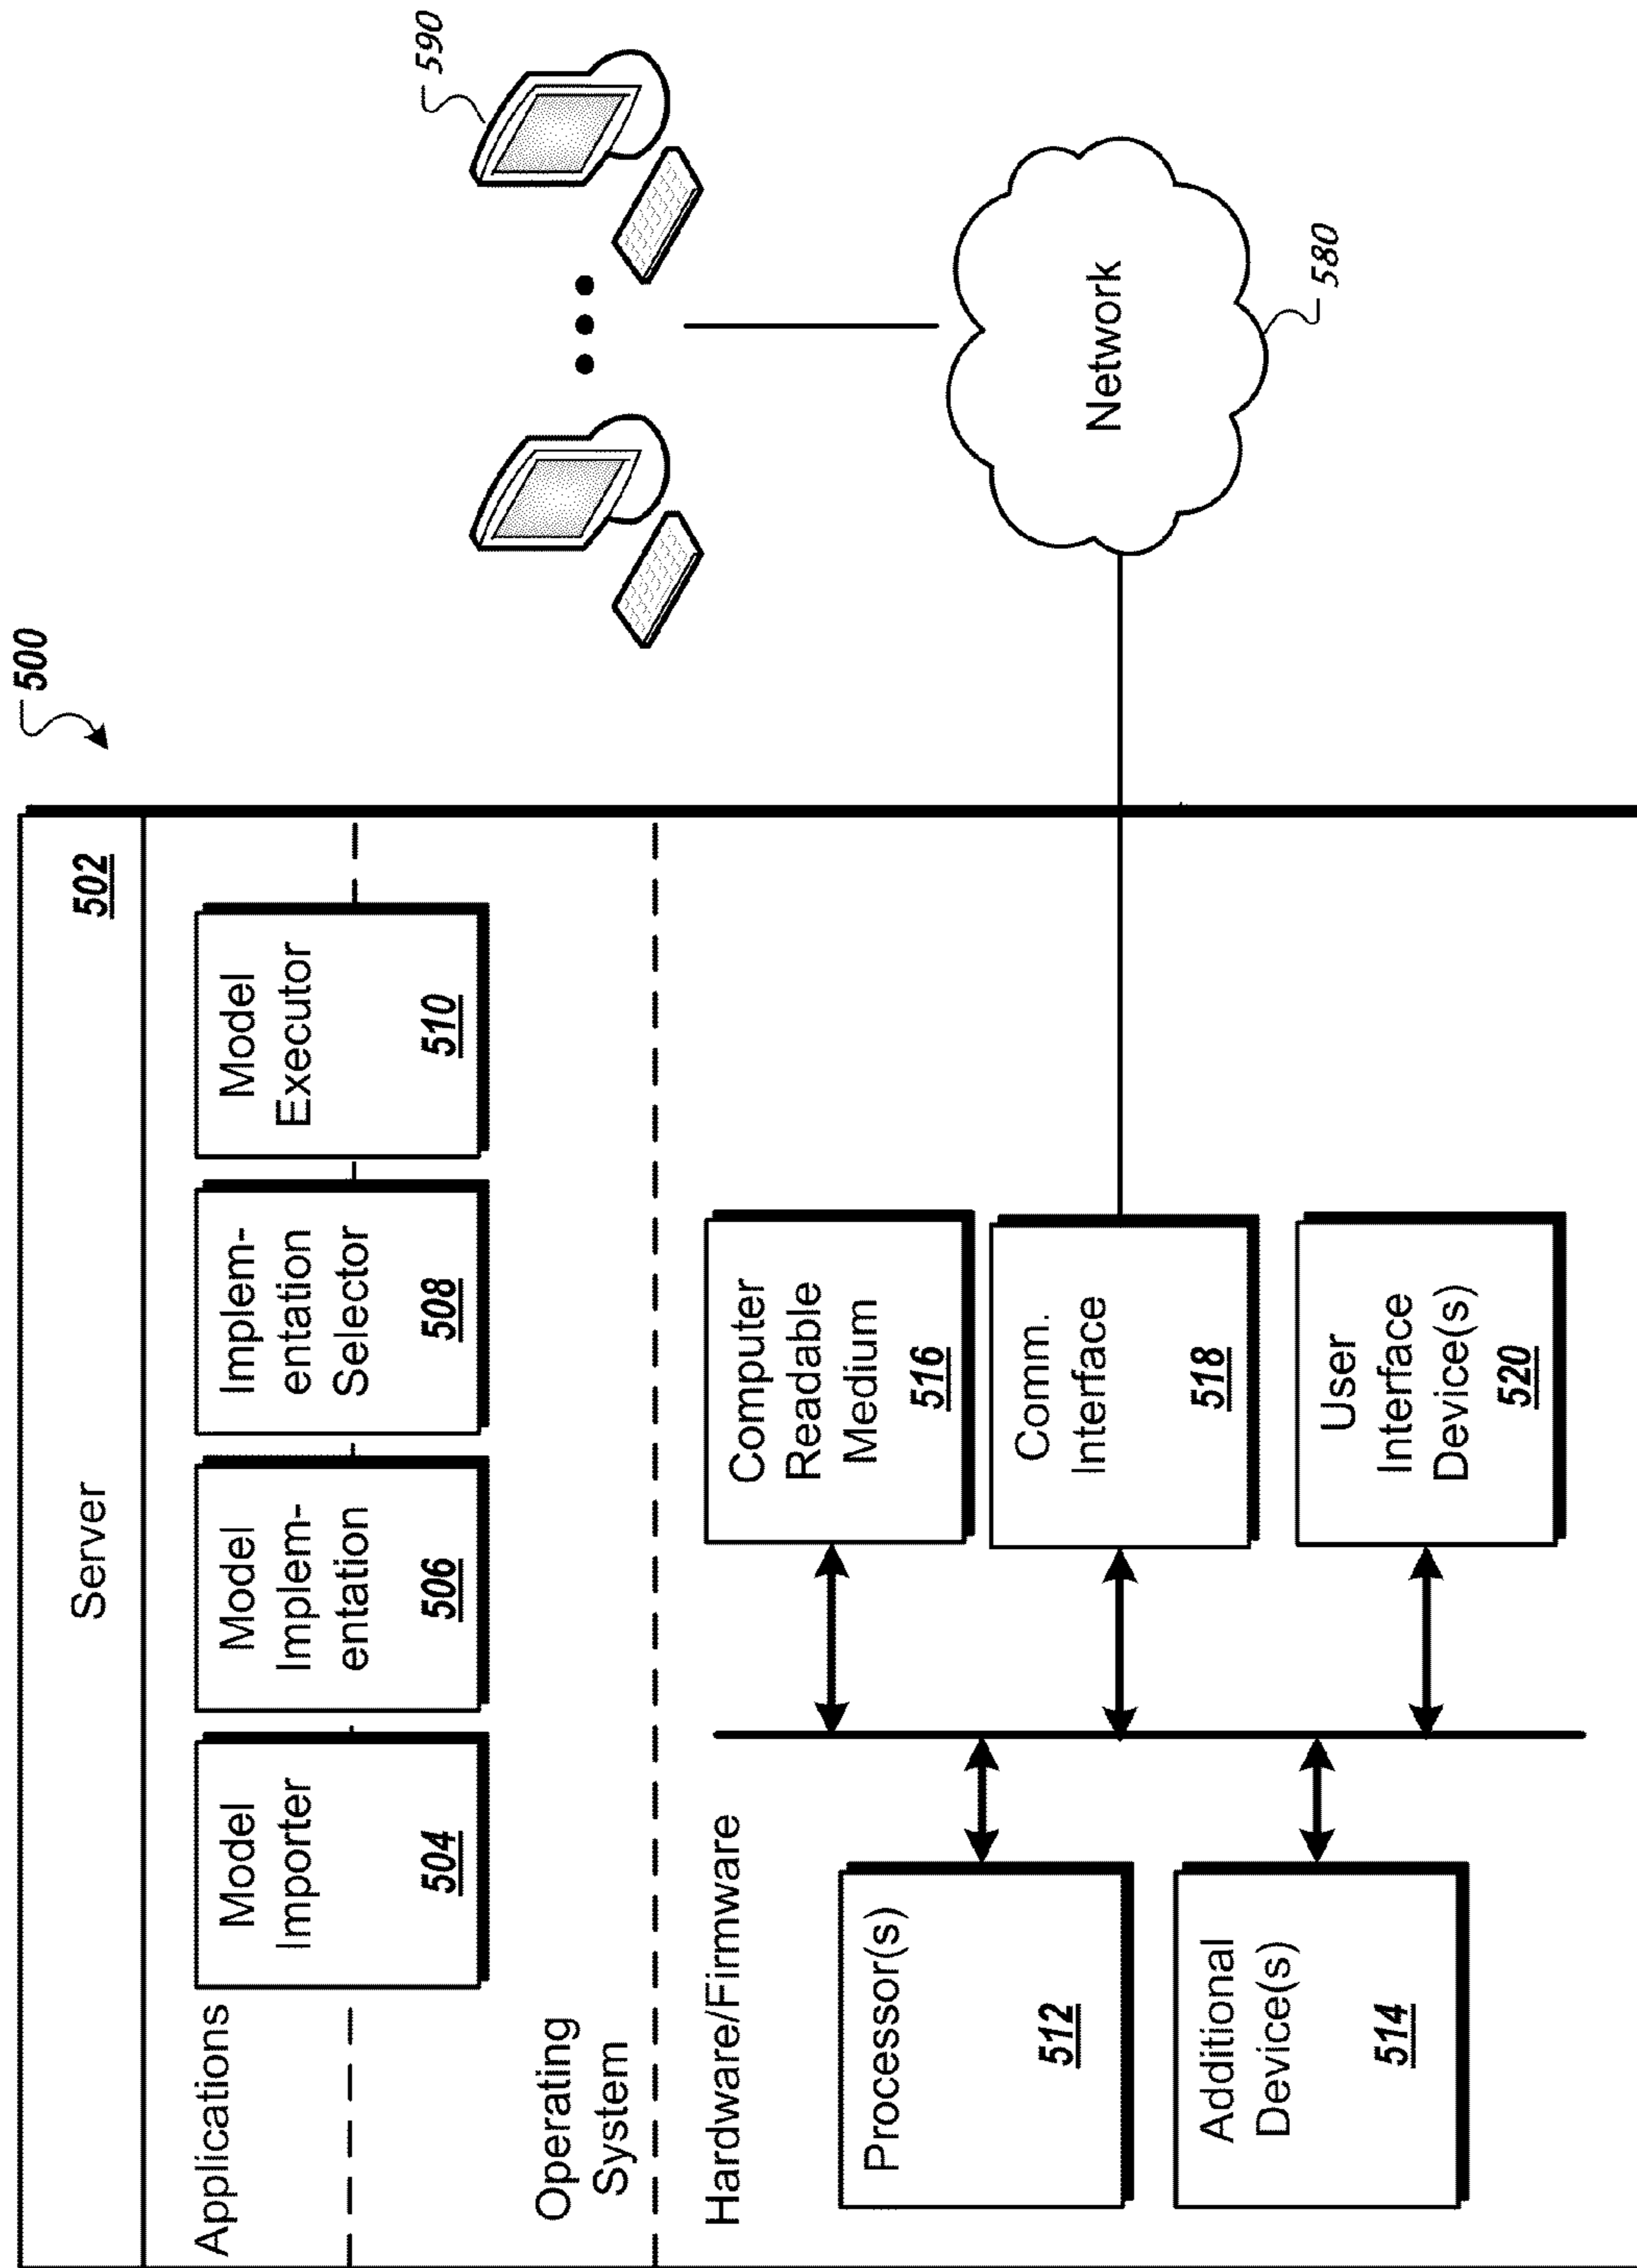 500
Server
502
Applications
Model
Importer
504
Model
Implem-
entation
506
Implem-
entation
Selector
508
Model
Executor
510
Operating
System
Hardware/Firmware
Processor(s)
512
Additional
Device(s)
514
Computer
Readable
Medium
516
Comm.
Interface
518
User
Interface
Device(s)
520
590
Network
580